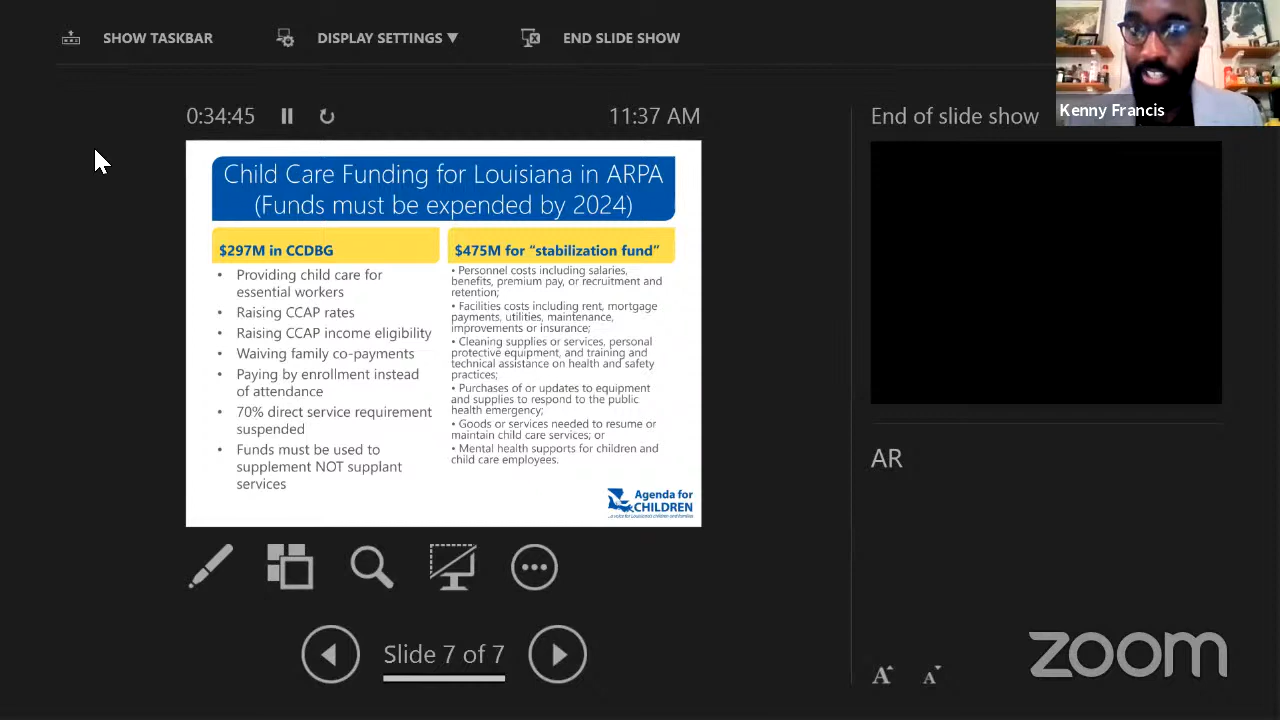 SHOW TASKBAR
DISPLAY SETTINGS ▼
END SLIDE SHOW
Kenny Francis
0:34:45
11:37 AM
End of slide show
Child Care Funding for Louisiana in ARPA
(Funds must be expended by 2024)
$297M in CCDBG
• Providing child care for
essential workers
• Raising CCAP rates
• Raising CCAP income eligibility
• Waiving family co-payments
• Paying by enrollment instead
of attendance
• 70% direct service requirement
suspended
• Funds must be used to
supplement NOT supplant
services
$475M for “stabilization fund”
• Personnel costs including salaries,
benefits, premium pay, or recruitment and
retention;
• Facilities costs including rent, mortgage
payments, utilities, maintenance,
improvements or insurance;
• Cleaning supplies or services, personal
protective equipment, and training and
technical assistance on health and safety
practices;
• Purchases of or updates to equipment
and supplies to respond to the public
health emergency;
• Goods or services needed to resume or
maintain child care services; or
• Mental health supports for children and
child care employees.
Agenda for
CHILDREN
AR
Slide 7 of 7
A A
zoom